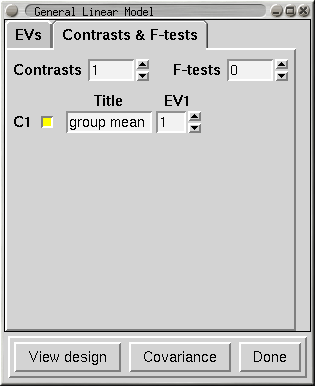 General Linear Model
EVs Contrasts & F-tests
Contrasts 1 F-tests 0
Title EV1
C1 group mean 1
View design Covariance Done